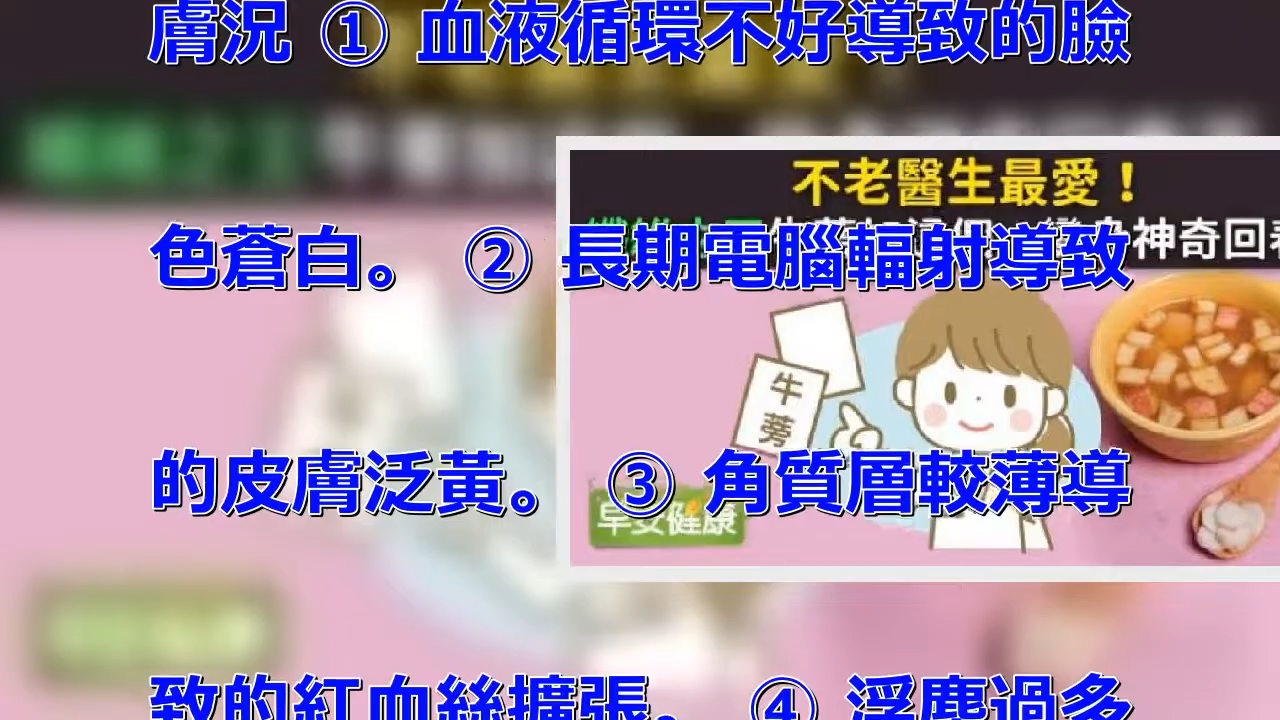 膚況 ① 血液循環不好導致的臉
不老醫生最愛！
神奇回
色蒼白。 ② 長期電腦輻射導致
牛蒡
的皮膚泛黃。 ③ 角質層較薄導
早安健康
致的紅血絲擴張。 ④ 浮塵過多